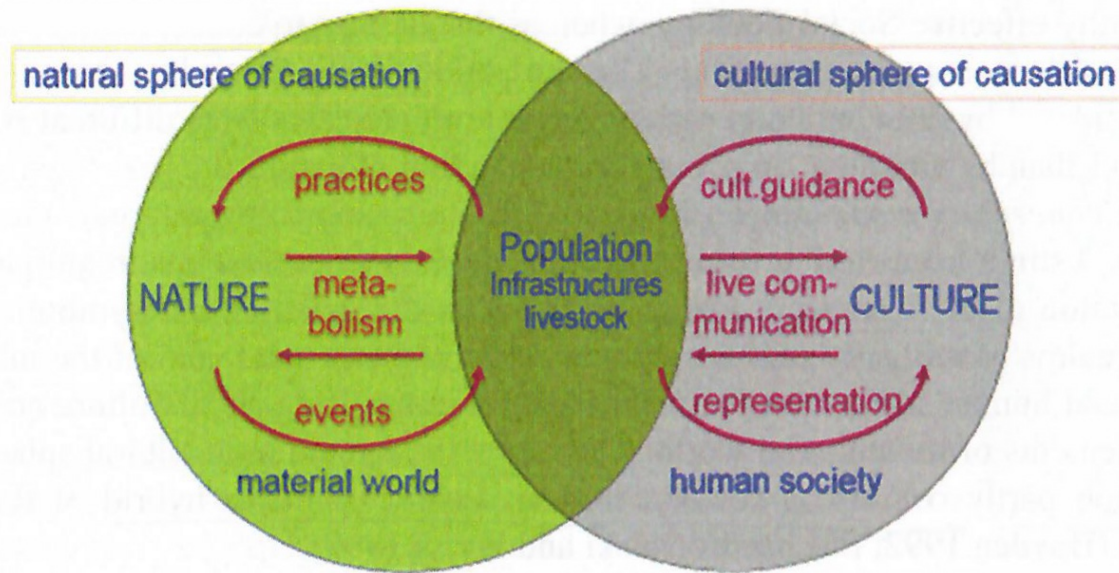 natural sphere of causation
cultural sphere of causation
practices
cult.guidance
NATURE
meta-
bolism
Population
Infrastructures
livestock
live com-
munication
CULTURE
events
representation
material world
human society